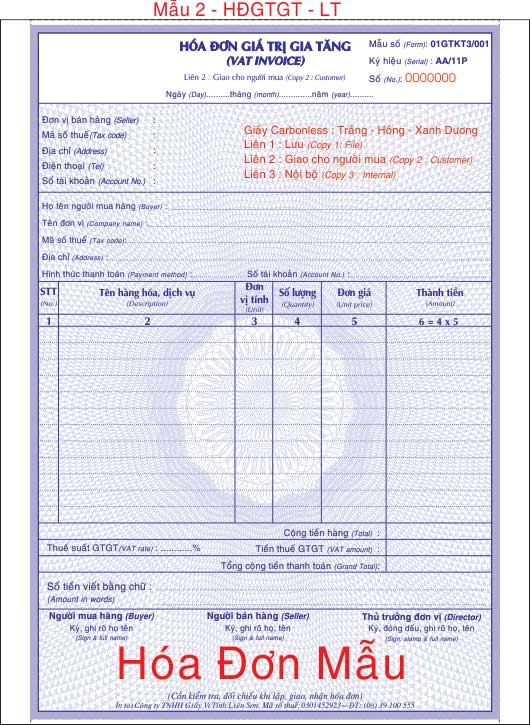 Mẫu 2 - HĐGTGT - LT
HÓA ĐƠN GIÁ TRỊ GIA TĂNG
(VAT INVOICE)
Liên 2 : Giao cho người mua (Copy 2 : Customer)
Ngày (Day)..........tháng (month)..............năm (year)..........
Mẫu số (Form): 01GTKT3/001
Ký hiệu (Serial) : AA/11P
Số (No.): 0000000
Đơn vị bán hàng (Seller) :
Mã số thuế(Tax code) :
Địa chỉ (Address) :
Điện thoại (Tel) :
Số tài khoản (Account No.) :
Giấy Carbonless : Trắng - Hồng - Xanh Dương
Liên 1 : Lưu (Copy 1: File)
Liên 2 : Giao cho người mua (Copy 2 : Customer)
Liên 3 : Nội bộ (Copy 3 : Internal)
Họ tên người mua hàng (Buyer) :
Tên đơn vị (Company name) :
Mã số thuế (Tax code):
Địa chỉ (Address) :
Hình thức thanh toán (Payment method) : Số tài khoản (Account No.) :
STT (No.) Tên hàng hóa, dịch vụ (Description) Đơn vị tính (Unit) Số lượng (Quantity) Đơn giá (Unit price) Thành tiền (Amount)
1 2 3 4 5 6 = 4 x 5
Cộng tiền hàng (Total) :
Thuế suất GTGT(VAT rate) : ............% Tiền thuế GTGT (VAT amount) :
Tổng cộng tiền thanh toán (Grand Total):
Số tiền viết bằng chữ :
(Amount in words)
Người mua hàng (Buyer) Người bán hàng (Seller) Thủ trưởng đơn vị (Director)
Ký, ghi rõ họ tên Ký, ghi rõ họ, tên Ký, đóng dấu, ghi rõ họ, tên
(Sign & full name) (Sign & full name) (Sign, stamp & full name)
Hóa Đơn Mẫu
(Cần kiểm tra, đối chiếu khi lập, giao, nhận hóa đơn)
In tại Công ty TNHH Giấy Vi Tính Liên Sơn. Mã số thuế: 0301452923 - ĐT: (08) 39 100 555